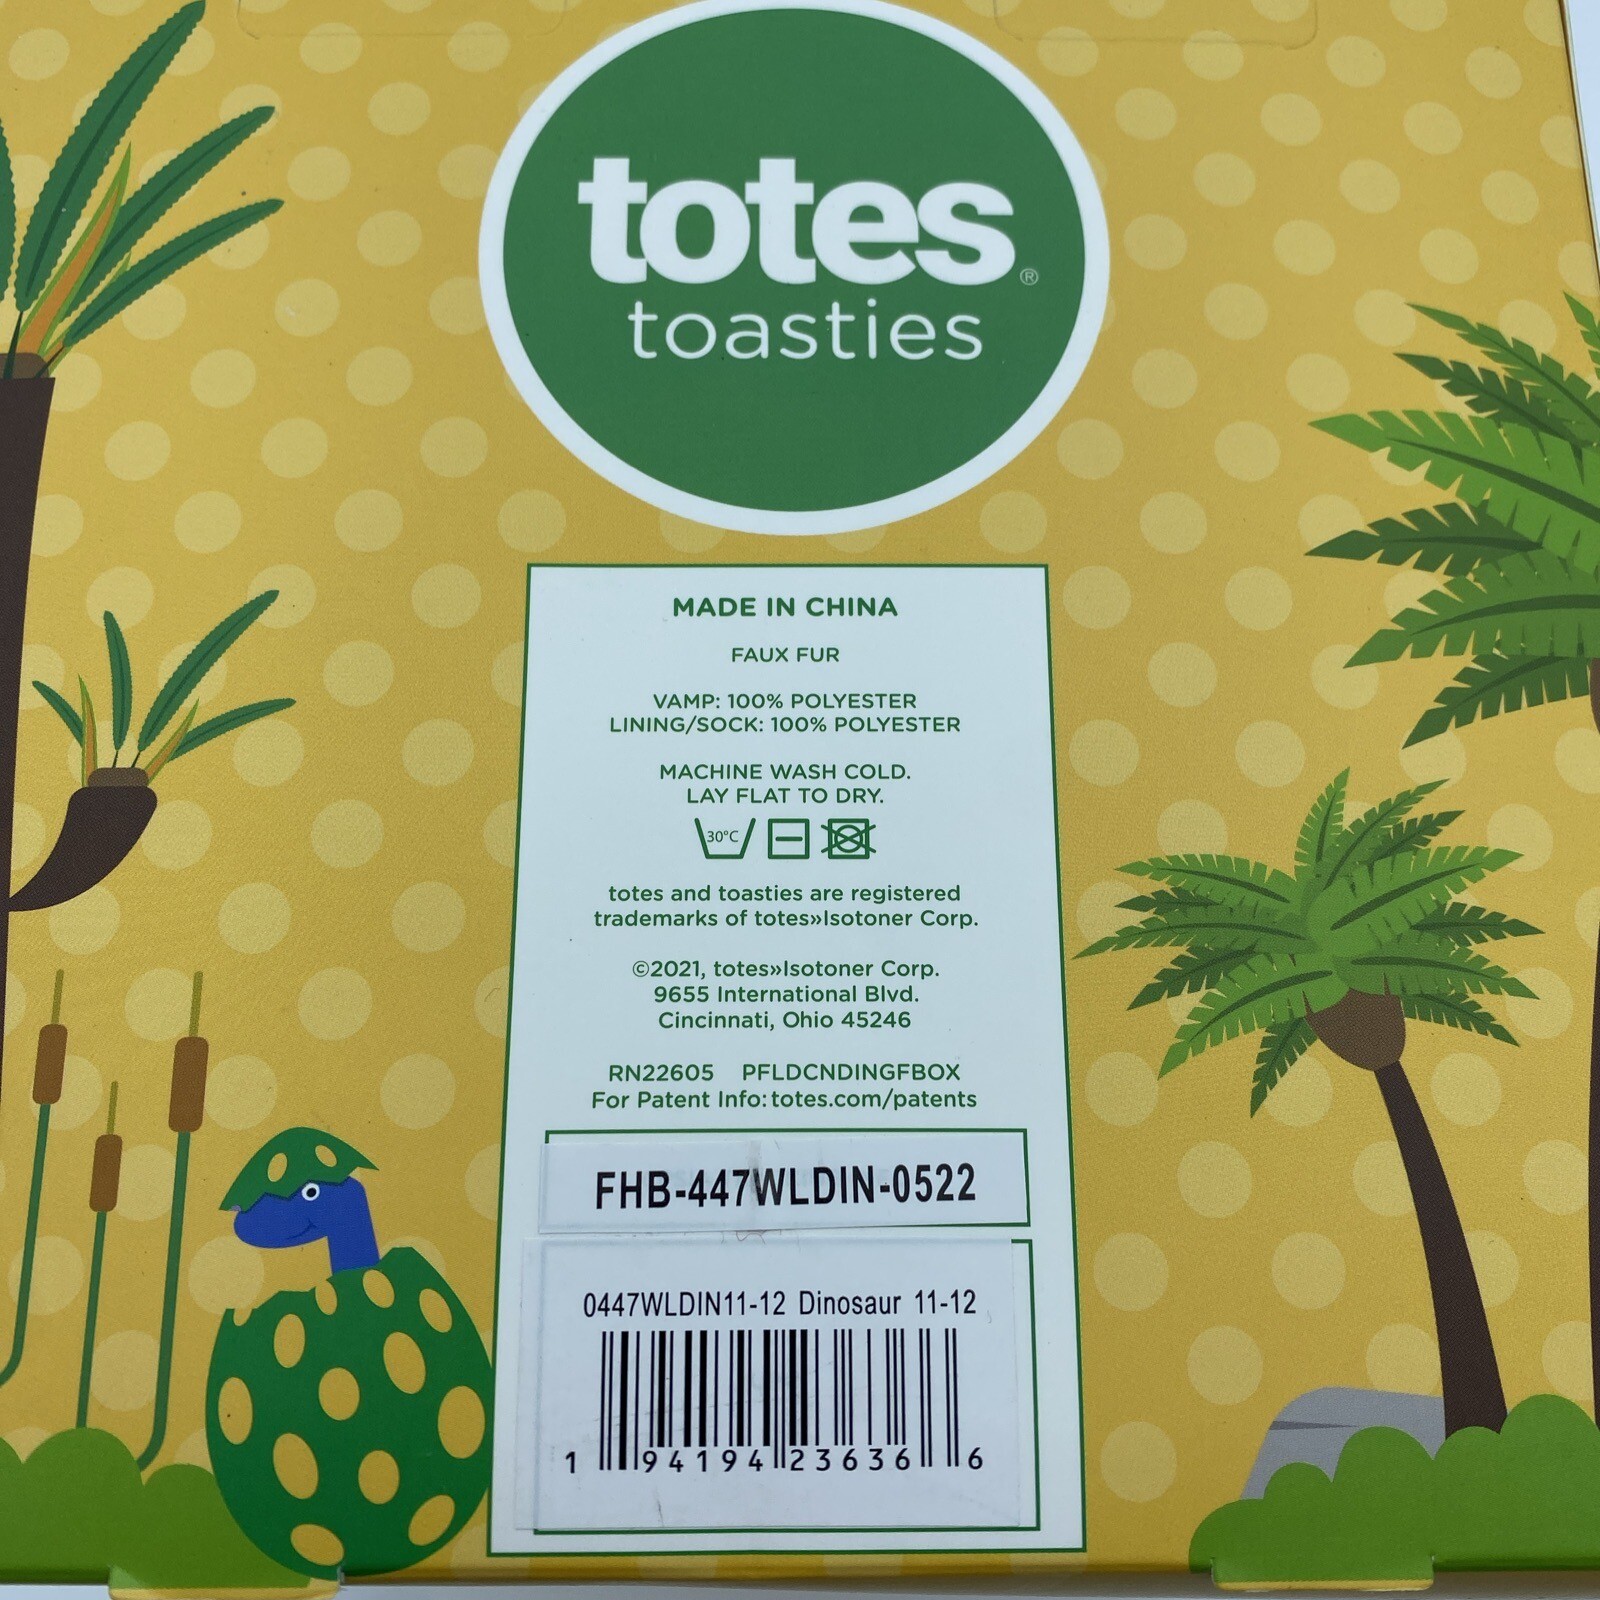 totes®
toasties
MADE IN CHINA
FAUX FUR
VAMP: 100% POLYESTER
LINING/SOCK: 100% POLYESTER
MACHINE WASH COLD.
LAY FLAT TO DRY.
30°C
totes and toasties are registered
trademarks of totes»Isotoner Corp.
©2021, totes»Isotoner Corp.
9655 International Blvd.
Cincinnati, Ohio 45246
RN22605 PFLDCNDINGFBOX
For Patent Info: totes.com/patents
FHB-447WLDIN-0522
0447WLDIN11-12 Dinosaur 11-12
1 94194 23636 6